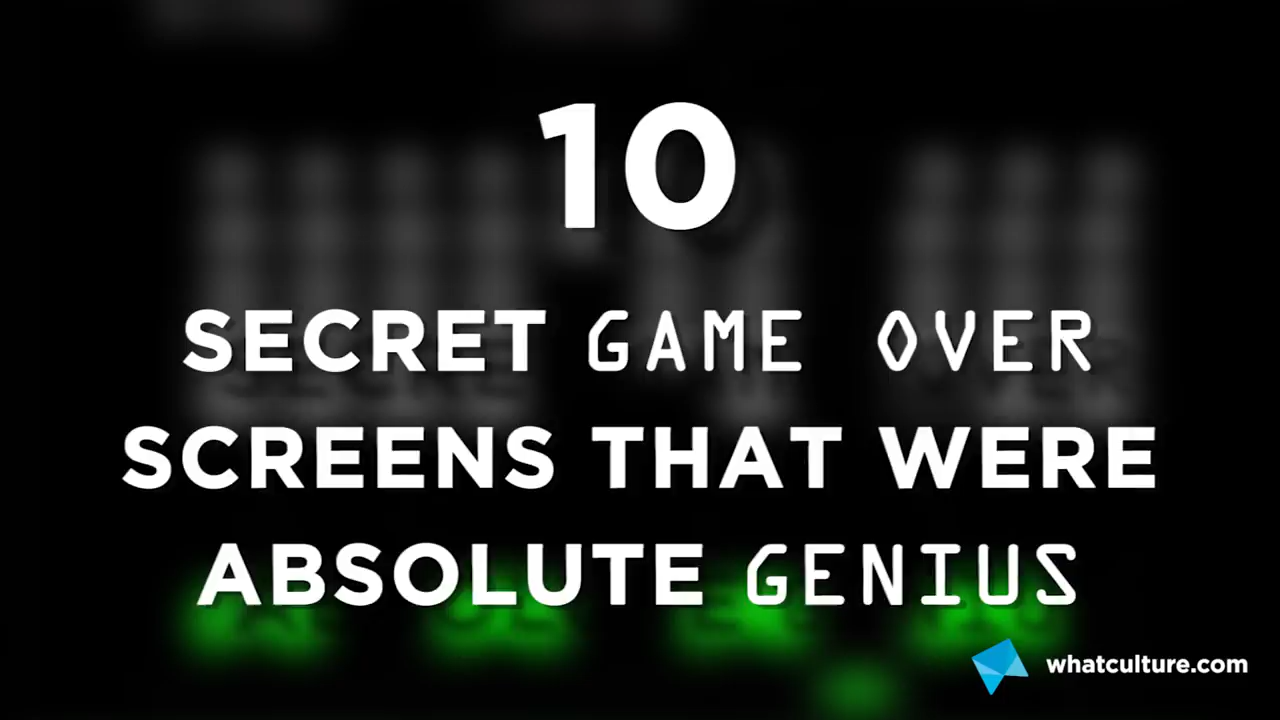 10
SECRET GAME OVER
SCREENS THAT WERE
ABSOLUTE GENIUS
whatculture.com